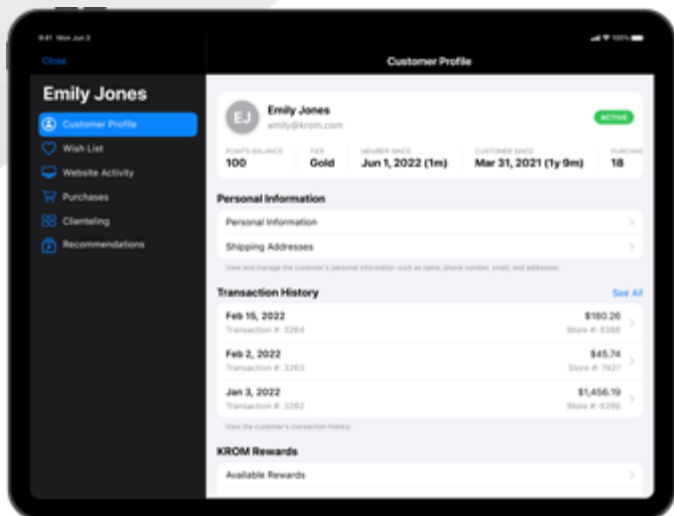 9:41 Mon Jun 3
100%
Close
Customer Profile
Emily Jones
Customer Profile
Wish List
Website Activity
Purchases
Clienteling
Recommendations
EJ
Emily Jones
emily@krom.com
ACTIVE
POINTS BALANCE TIER MEMBER SINCE CUSTOMER SINCE PURCHAS
100 Gold Jun 1, 2022 (1m) Mar 31, 2021 (1y 9m) 18
Personal Information
Personal Information
Shipping Addresses
View and manage the customer's personal information such as name, phone number, email, and addresses.
Transaction History See All
Feb 15, 2022 $180.26
Transaction #: 3264 Store #: 6266
Feb 2, 2022 $45.74
Transaction #: 3263 Store #: 7427
Jan 3, 2022 $1,456.19
Transaction #: 3262 Store #: 6266
View the customer's transaction history.
KROM Rewards
Available Rewards